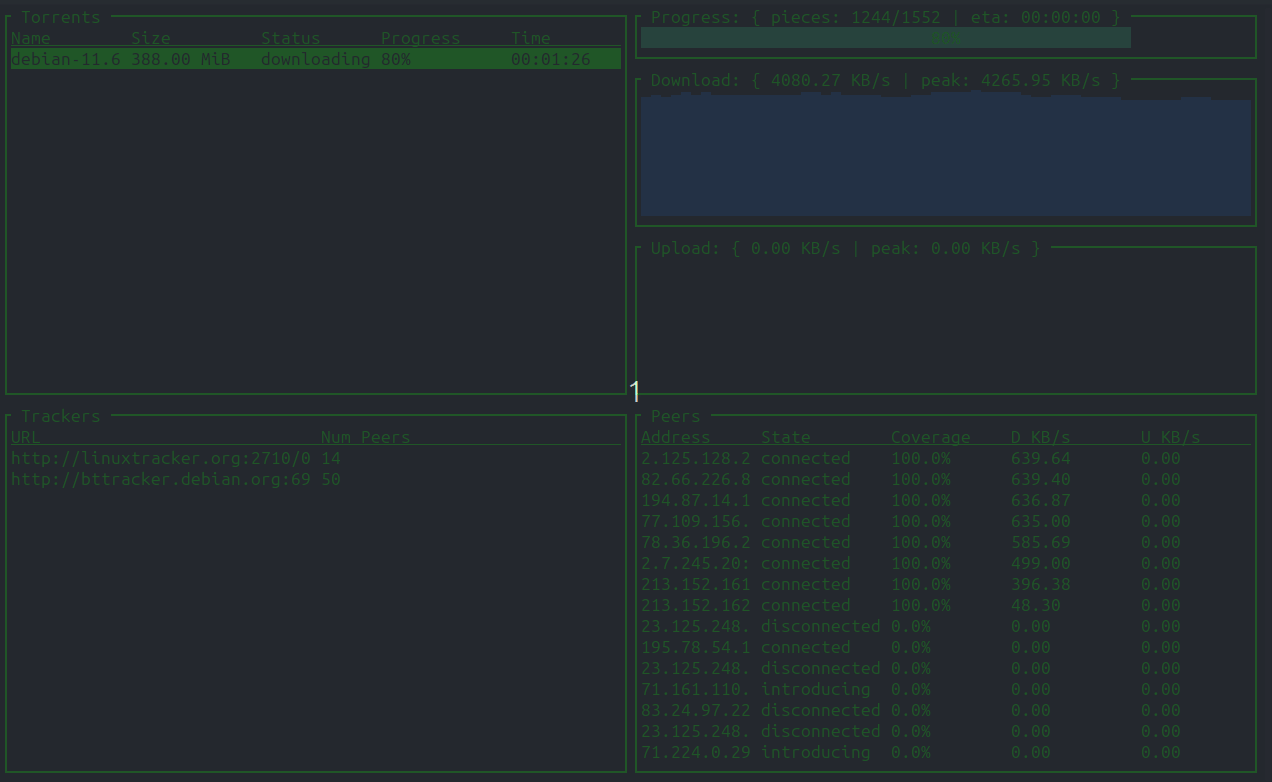 Torrents
Name Size Status Progress Time
debian-11.6 388.00 MiB downloading 80% 00:01:26
Progress: { pieces: 1244/1552 | eta: 00:00:00 }
80%
Download: { 4080.27 KB/s | peak: 4265.95 KB/s }
Upload: { 0.00 KB/s | peak: 0.00 KB/s }
1
Trackers
URL Num Peers
http://linuxtracker.org:2710/0 14
http://bttracker.debian.org:69 50
Peers
Address State Coverage D KB/s U KB/s
2.125.128.2 connected 100.0% 639.64 0.00
82.66.226.8 connected 100.0% 639.40 0.00
194.87.14.1 connected 100.0% 636.87 0.00
77.109.156. connected 100.0% 635.00 0.00
78.36.196.2 connected 100.0% 585.69 0.00
2.7.245.20: connected 100.0% 499.00 0.00
213.152.161 connected 100.0% 396.38 0.00
213.152.162 connected 100.0% 48.30 0.00
23.125.248. disconnected 0.0% 0.00 0.00
195.78.54.1 connected 0.0% 0.00 0.00
23.125.248. disconnected 0.0% 0.00 0.00
71.161.110. introducing 0.0% 0.00 0.00
83.24.97.22 disconnected 0.0% 0.00 0.00
23.125.248. disconnected 0.0% 0.00 0.00
71.224.0.29 introducing 0.0% 0.00 0.00